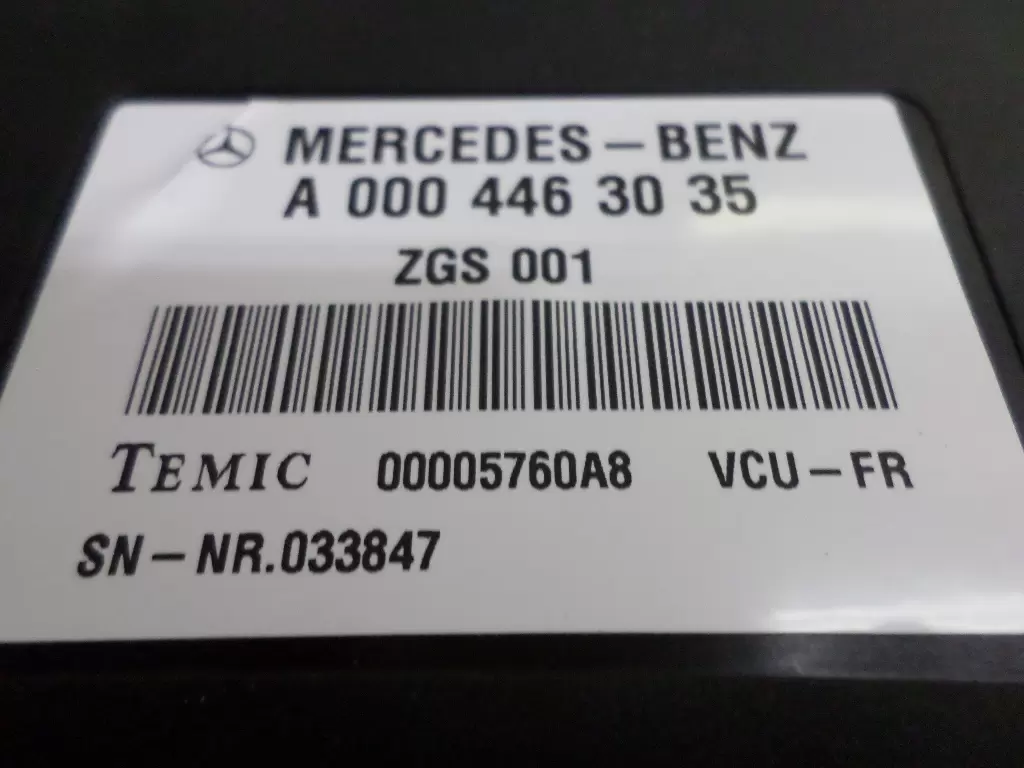 MERCEDES-BENZ
A 000 446 30 35
ZGS 001
TEMIC 00005760A8 VCU-FR
SN-NR.033847